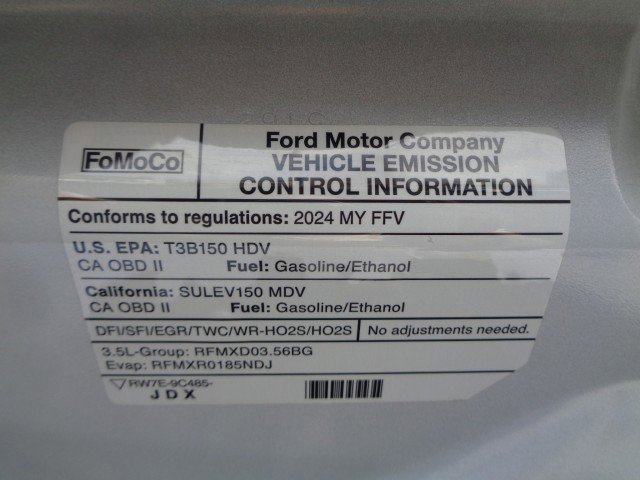 FoMoCo
Ford Motor Company
VEHICLE EMISSION
CONTROL INFORMATION
Conforms to regulations: 2024 MY FFV
U.S. EPA: T3B150 HDV
CA OBD II Fuel: Gasoline/Ethanol
California: SULEV150 MDV
CA OBD II Fuel: Gasoline/Ethanol
DFI/SFI/EGR/TWC/WR-HO2S/HO2S No adjustments needed.
3.5L-Group: RFMXD03.56BG
Evap: RFMXR0185NDJ
RW7E-9C485-
JDX